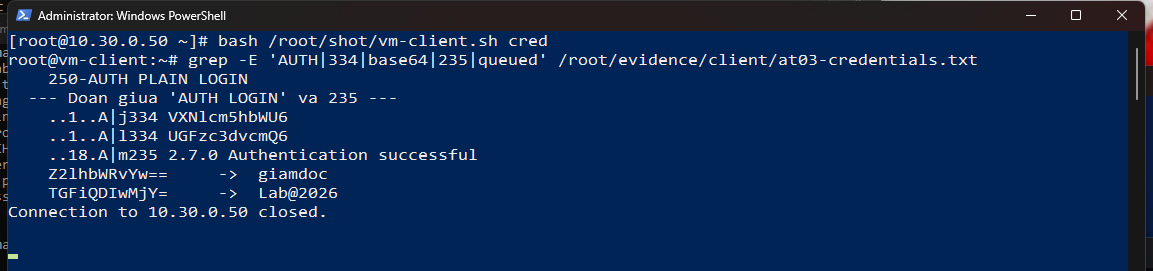 Administrator: Windows PowerShell
[root@10.30.0.50 ~]# bash /root/shot/vm-client.sh cred
root@vm-client:~# grep -E 'AUTH|334|base64|235|queued' /root/evidence/client/at03-credentials.txt
250-AUTH PLAIN LOGIN
--- Doan giua 'AUTH LOGIN' va 235 ---
..1..A|j334 VXNlcm5hbWU6
..1..A|l334 UGFzc3dvcmQ6
..18.A|m235 2.7.0 Authentication successful
Z2lhbWRvYw== -> giamdoc
TGFiQDIwMjY= -> Lab@2026
Connection to 10.30.0.50 closed.